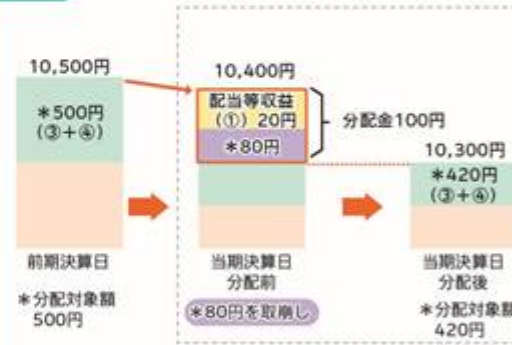 10,500円
*500円
(③+④)
前期決算日
*分配対象額
500円
10,400円
配当等収益
(①) 20円
*80円
分配金100円
当期決算日
分配前
*80円を取崩し
10,300円
*420円
(③+④)
当期決算日
分配後
*分配対象額
420円